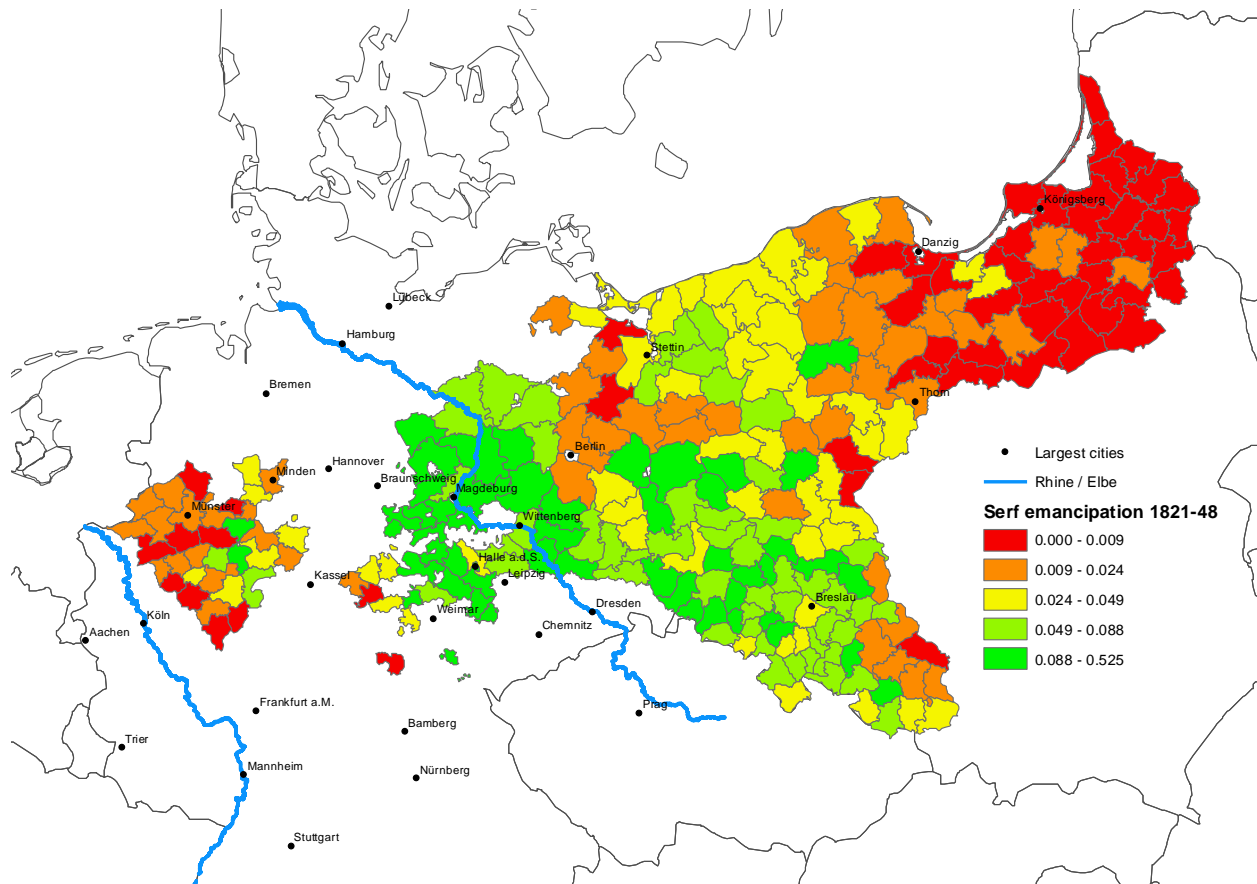 Königsberg
Danzig
Lübeck
Hamburg
Stettin
Bremen
Thorn
Berlin
Hannover
Minden
Braunschweig
Magdeburg
Münster
Wittenberg
Halle a.d.S.
Leipzig
Kassel
Breslau
Weimar
Dresden
Köln
Chemnitz
Aachen
Frankfurt a.M.
Prag
Bamberg
Trier
Mannheim
Nürnberg
Stuttgart
Largest cities
Rhine / Elbe
Serf emancipation 1821-48
0.000 - 0.009
0.009 - 0.024
0.024 - 0.049
0.049 - 0.088
0.088 - 0.525